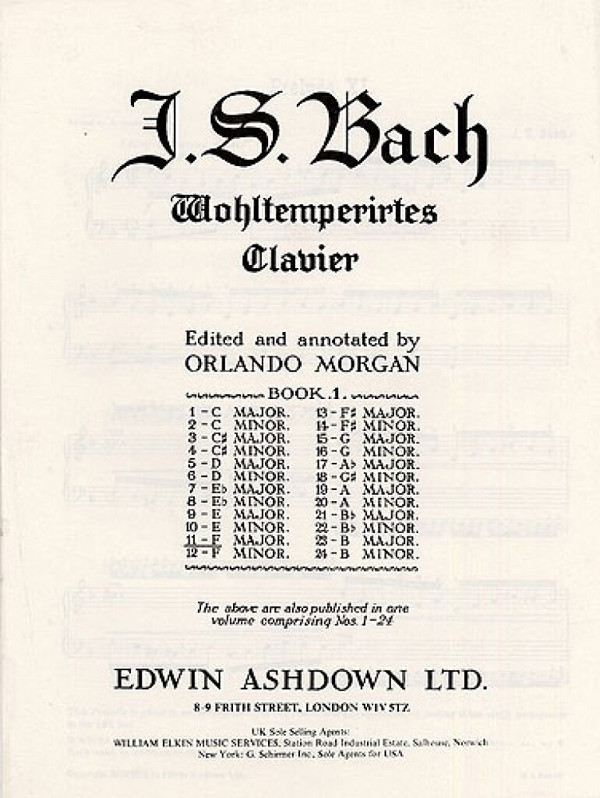 J.S. Bach
Wohltemperirtes
Clavier
Edited and annotated by
ORLANDO MORGAN
BOOK 1.
1 - C MAJOR. 13 - F♯ MAJOR.
2 - C MINOR. 14 - F♯ MINOR.
3 - C♯ MAJOR. 15 - G MAJOR.
4 - C♯ MINOR. 16 - G MINOR.
5 - D MAJOR. 17 - A♭ MAJOR.
6 - D MINOR. 18 - G♯ MINOR.
7 - E♭ MAJOR. 19 - A MAJOR.
8 - E♭ MINOR. 20 - A MINOR.
9 - E MAJOR. 21 - B♭ MAJOR.
10 - E MINOR. 22 - B♭ MINOR.
11 - F MAJOR. 23 - B MAJOR.
12 - F MINOR. 24 - B MINOR.
The above are also published in one
volume comprising Nos. 1-24
EDWIN ASHDOWN LTD.
8-9 FRITH STREET, LONDON W1V 5TZ
UK Sole Selling Agents:
WILLIAM ELKIN MUSIC SERVICES, Station Road Industrial Estate, Salhouse, Norwich
New York: G. Schirmer Inc., Sole Agents for USA